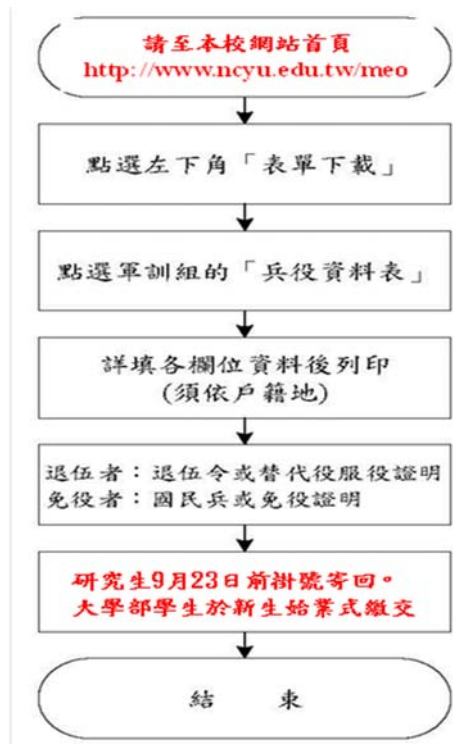 請至本校網站首頁
http://www.ncyu.edu.tw/meo
點選左下角「表單下載」
點選軍訓組的「兵役資料表」
詳填各欄位資料後列印
(須依戶籍地)
退伍者：退伍令或替代役服役證明
免役者：國民兵或免役證明
研究生9月23日前掛號寄回。
大學部學生於新生始業式繳交
結 束